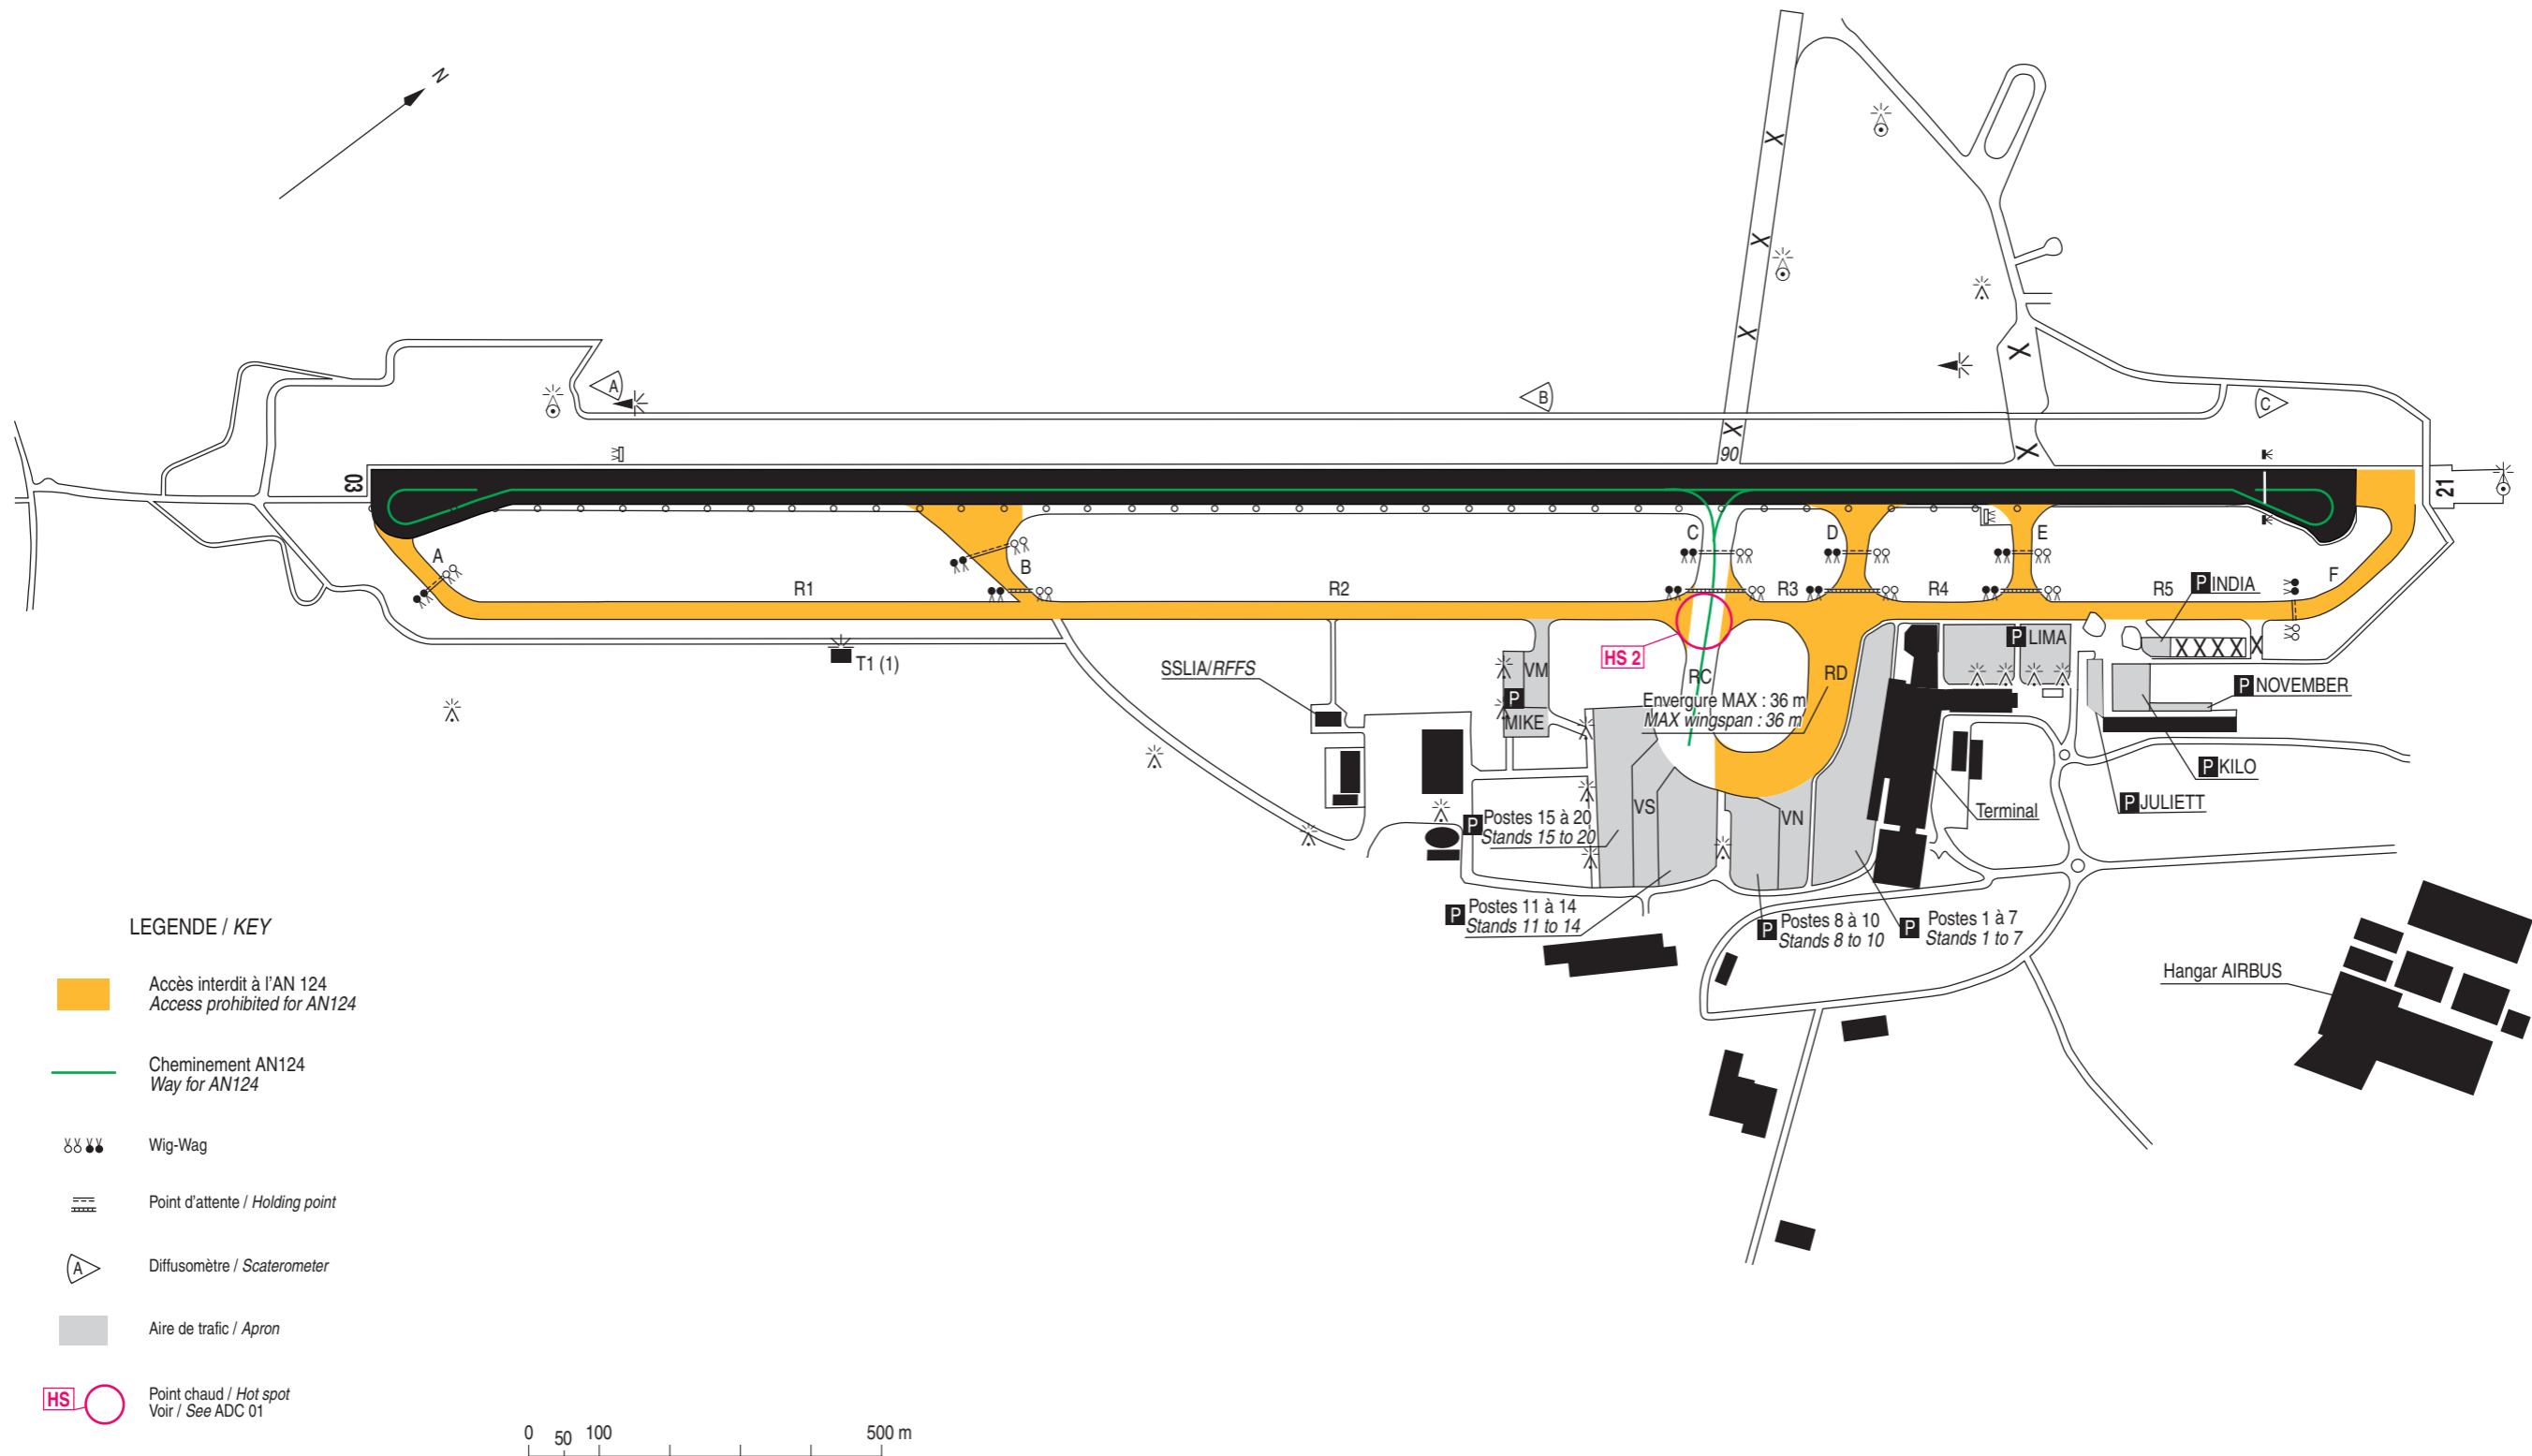 N
A
B
C
03
06
21
A
B
C
D
E
F
R1
R2
R3
R4
R5
P INDIA
T1 (1)
SSLIA/RFFS
VM
P
MIKE
HS 2
RC
RD
Envergure MAX : 36 m
MAX wingspan : 36 m
P LIMA
P NOVEMBER
P KILO
P JULIETT
Terminal
VS
VN
P Postes 15 à 20
Stands 15 to 20
P Postes 11 à 14
Stands 11 to 14
P Postes 8 à 10
Stands 8 to 10
P Postes 1 à 7
Stands 1 to 7
Hangar AIRBUS
LEGENDE / KEY
Accès interdit à l'AN 124
Access prohibited for AN124
Cheminement AN124
Way for AN124
Wig-Wag
Point d'attente / Holding point
A
Diffusomètre / Scaterometer
Aire de trafic / Apron
HS
Point chaud / Hot spot
Voir / See ADC 01
0 50 100 500 m